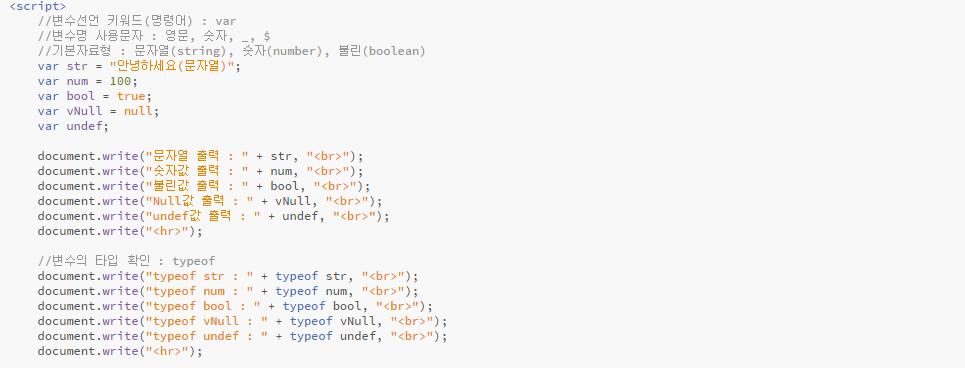 <script>
//변수선언 키워드(명령어) : var
//변수명 사용문자 : 영문, 숫자, _, $
//기본자료형 : 문자열(string), 숫자(number), 불린(boolean)
var str = "안녕하세요(문자열)";
var num = 100;
var bool = true;
var vNull = null;
var undef;
document.write("문자열 출력 : " + str, "<br>");
document.write("숫자값 출력 : " + num, "<br>");
document.write("불린값 출력 : " + bool, "<br>");
document.write("Null값 출력 : " + vNull, "<br>");
document.write("undef값 출력 : " + undef, "<br>");
document.write("<hr>");
//변수의 타입 확인 : typeof
document.write("typeof str : " + typeof str, "<br>");
document.write("typeof num : " + typeof num, "<br>");
document.write("typeof bool : " + typeof bool, "<br>");
document.write("typeof vNull : " + typeof vNull, "<br>");
document.write("typeof undef : " + typeof undef, "<br>");
document.write("<hr>");